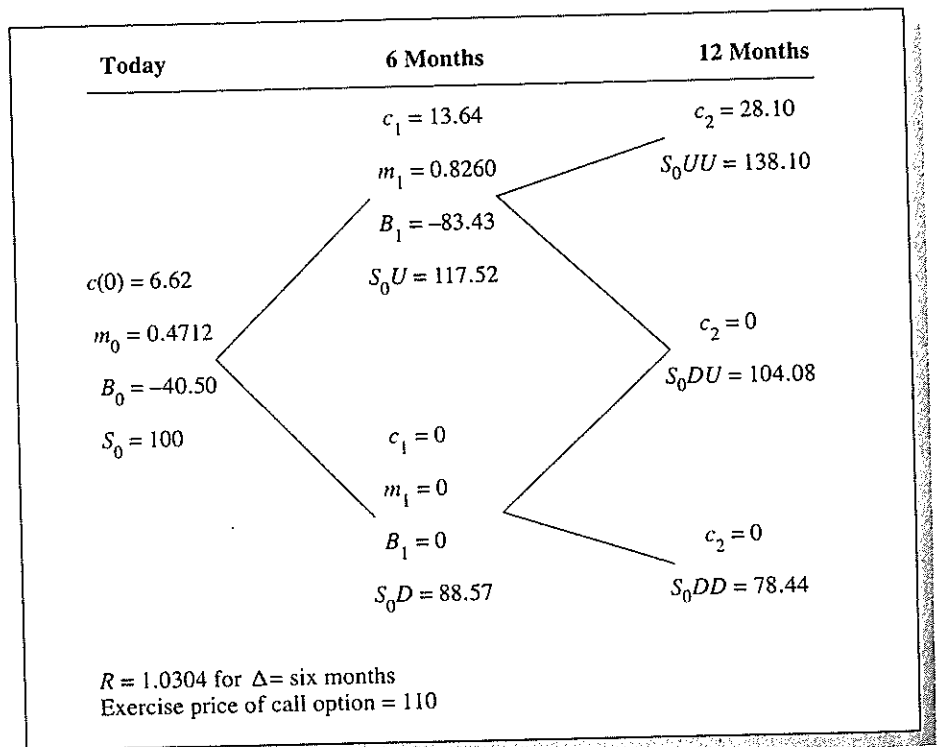 Today 6 Months 12 Months
c₁ = 13.64
c₂ = 28.10
m₁ = 0.8260
S₀UU = 138.10
B₁ = –83.43
S₀U = 117.52
c(0) = 6.62
m₀ = 0.4712
B₀ = –40.50
S₀ = 100
c₂ = 0
S₀DU = 104.08
c₁ = 0
m₁ = 0
B₁ = 0
S₀D = 88.57
c₂ = 0
S₀DD = 78.44
R = 1.0304 for Δ= six months
Exercise price of call option = 110